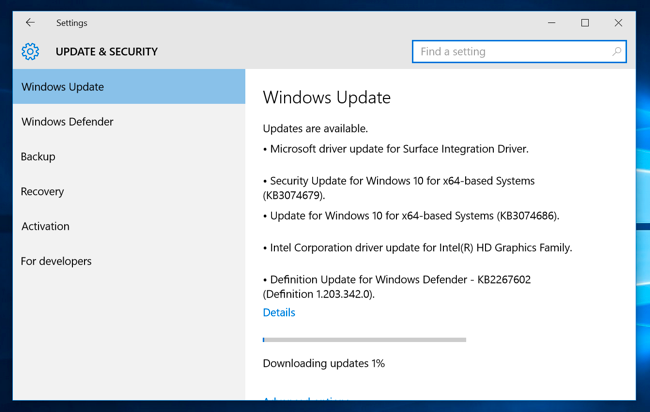 Settings
UPDATE & SECURITY
Find a setting
Windows Update
Windows Defender
Backup
Recovery
Activation
For developers
Windows Update
Updates are available.
• Microsoft driver update for Surface Integration Driver.
• Security Update for Windows 10 for x64-based Systems
(KB3074679).
• Update for Windows 10 for x64-based Systems (KB3074686).
• Intel Corporation driver update for Intel(R) HD Graphics Family.
• Definition Update for Windows Defender - KB2267602
(Definition 1.203.342.0).
Details
Downloading updates 1%